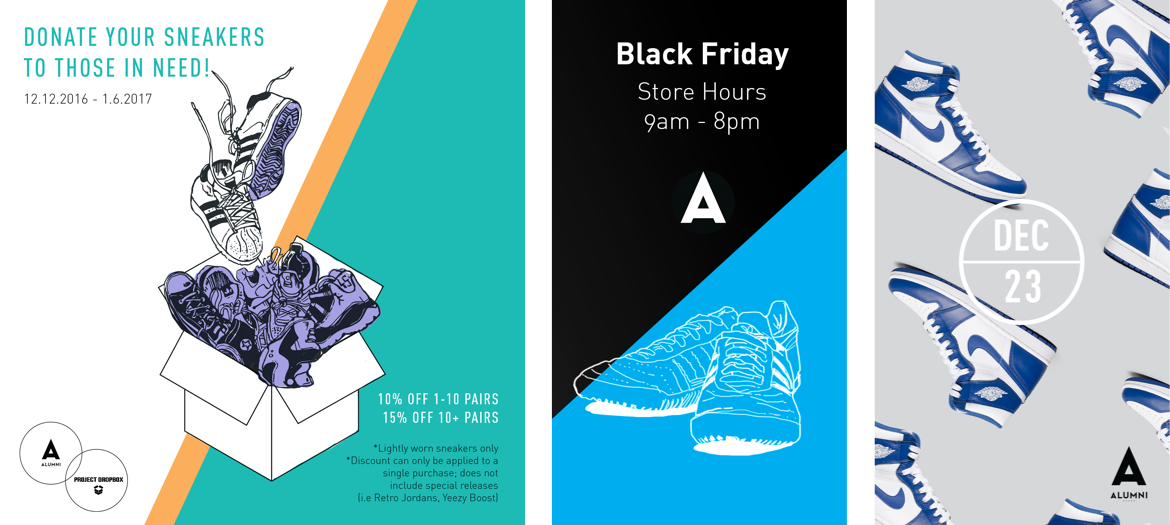 DONATE YOUR SNEAKERS
TO THOSE IN NEED!
12.12.2016 - 1.6.2017
10% OFF 1-10 PAIRS
15% OFF 10+ PAIRS
*Lightly worn sneakers only
*Discount can only be applied to a
single purchase; does not
include special releases
(i.e Retro Jordans, Yeezy Boost)
A
ALUMNI
PROJECT DROPBOX
Black Friday
Store Hours
9am - 8pm
A
DEC
23
A
ALUMNI